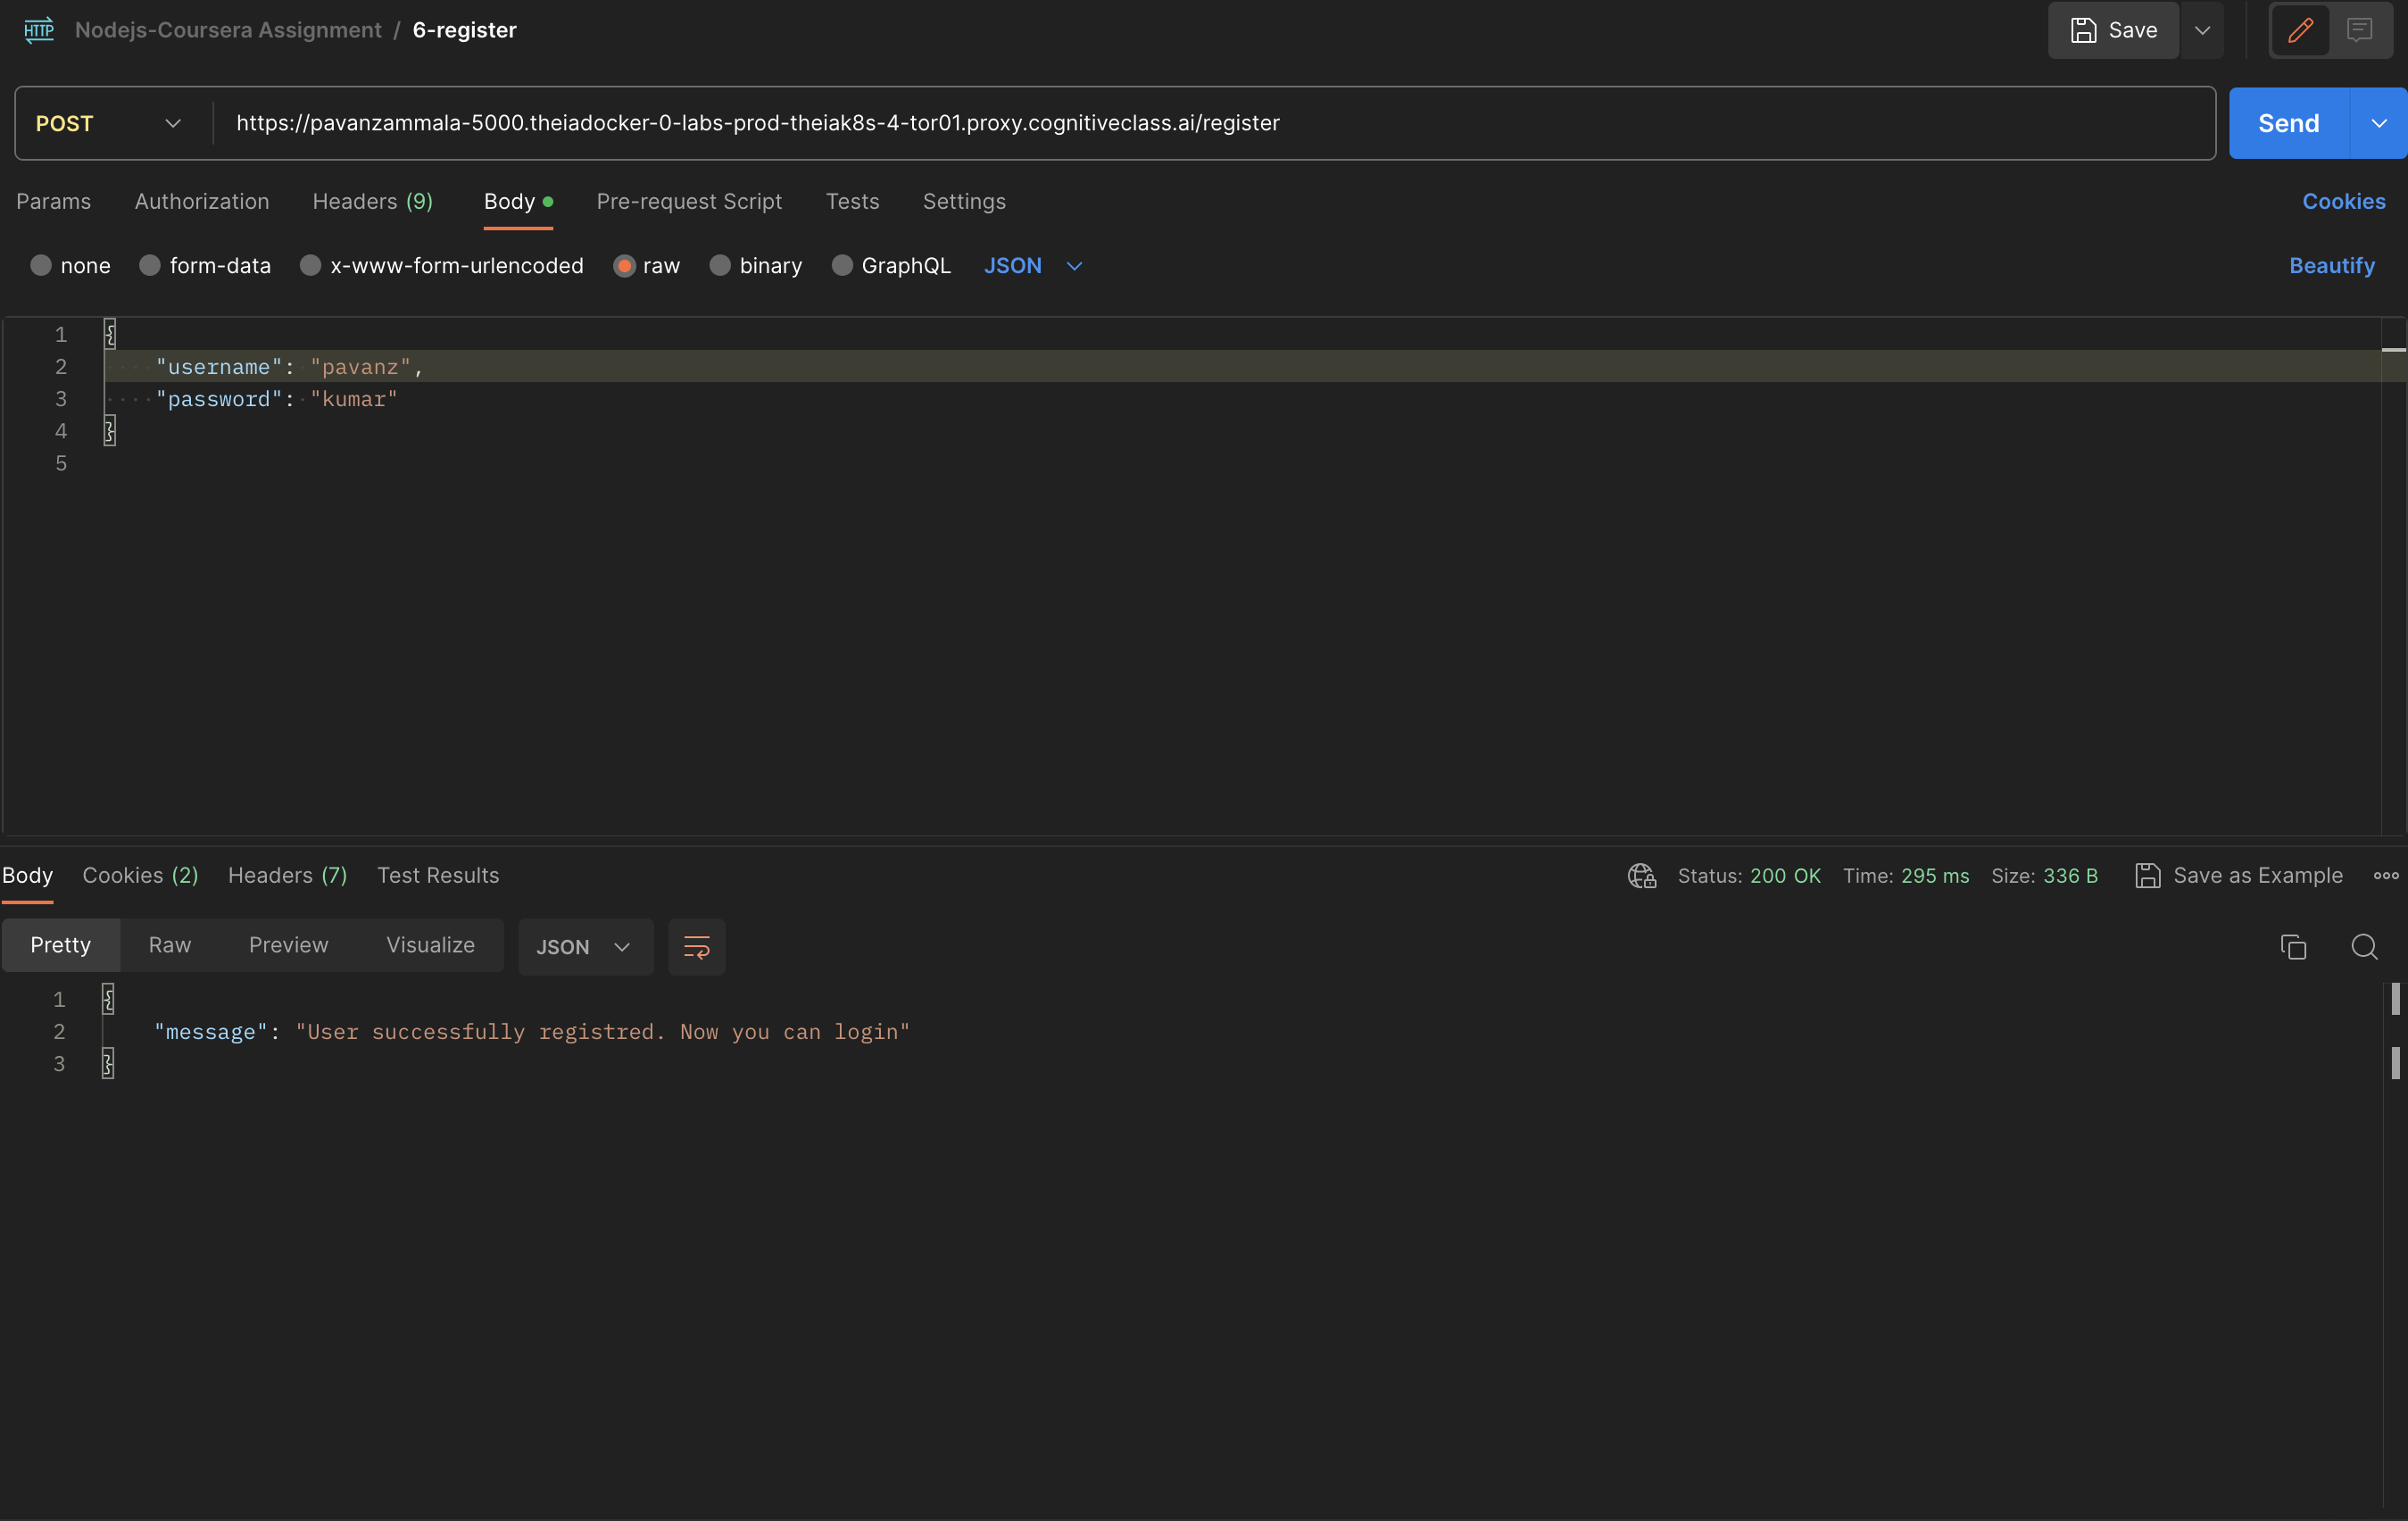 HTTP Nodejs-Coursera Assignment / 6-register Save
POST https://pavanzammala-5000.theiadocker-0-labs-prod-theiak8s-4-tor01.proxy.cognitiveclass.ai/register Send
Params Authorization Headers (9) Body Pre-request Script Tests Settings Cookies
none form-data x-www-form-urlencoded raw binary GraphQL JSON Beautify
1 {
2 "username": "pavanz",
3 "password": "kumar"
4 }
5
Body Cookies (2) Headers (7) Test Results Status: 200 OK Time: 295 ms Size: 336 B Save as Example
Pretty Raw Preview Visualize JSON
1 {
2 "message": "User successfully registred. Now you can login"
3 }